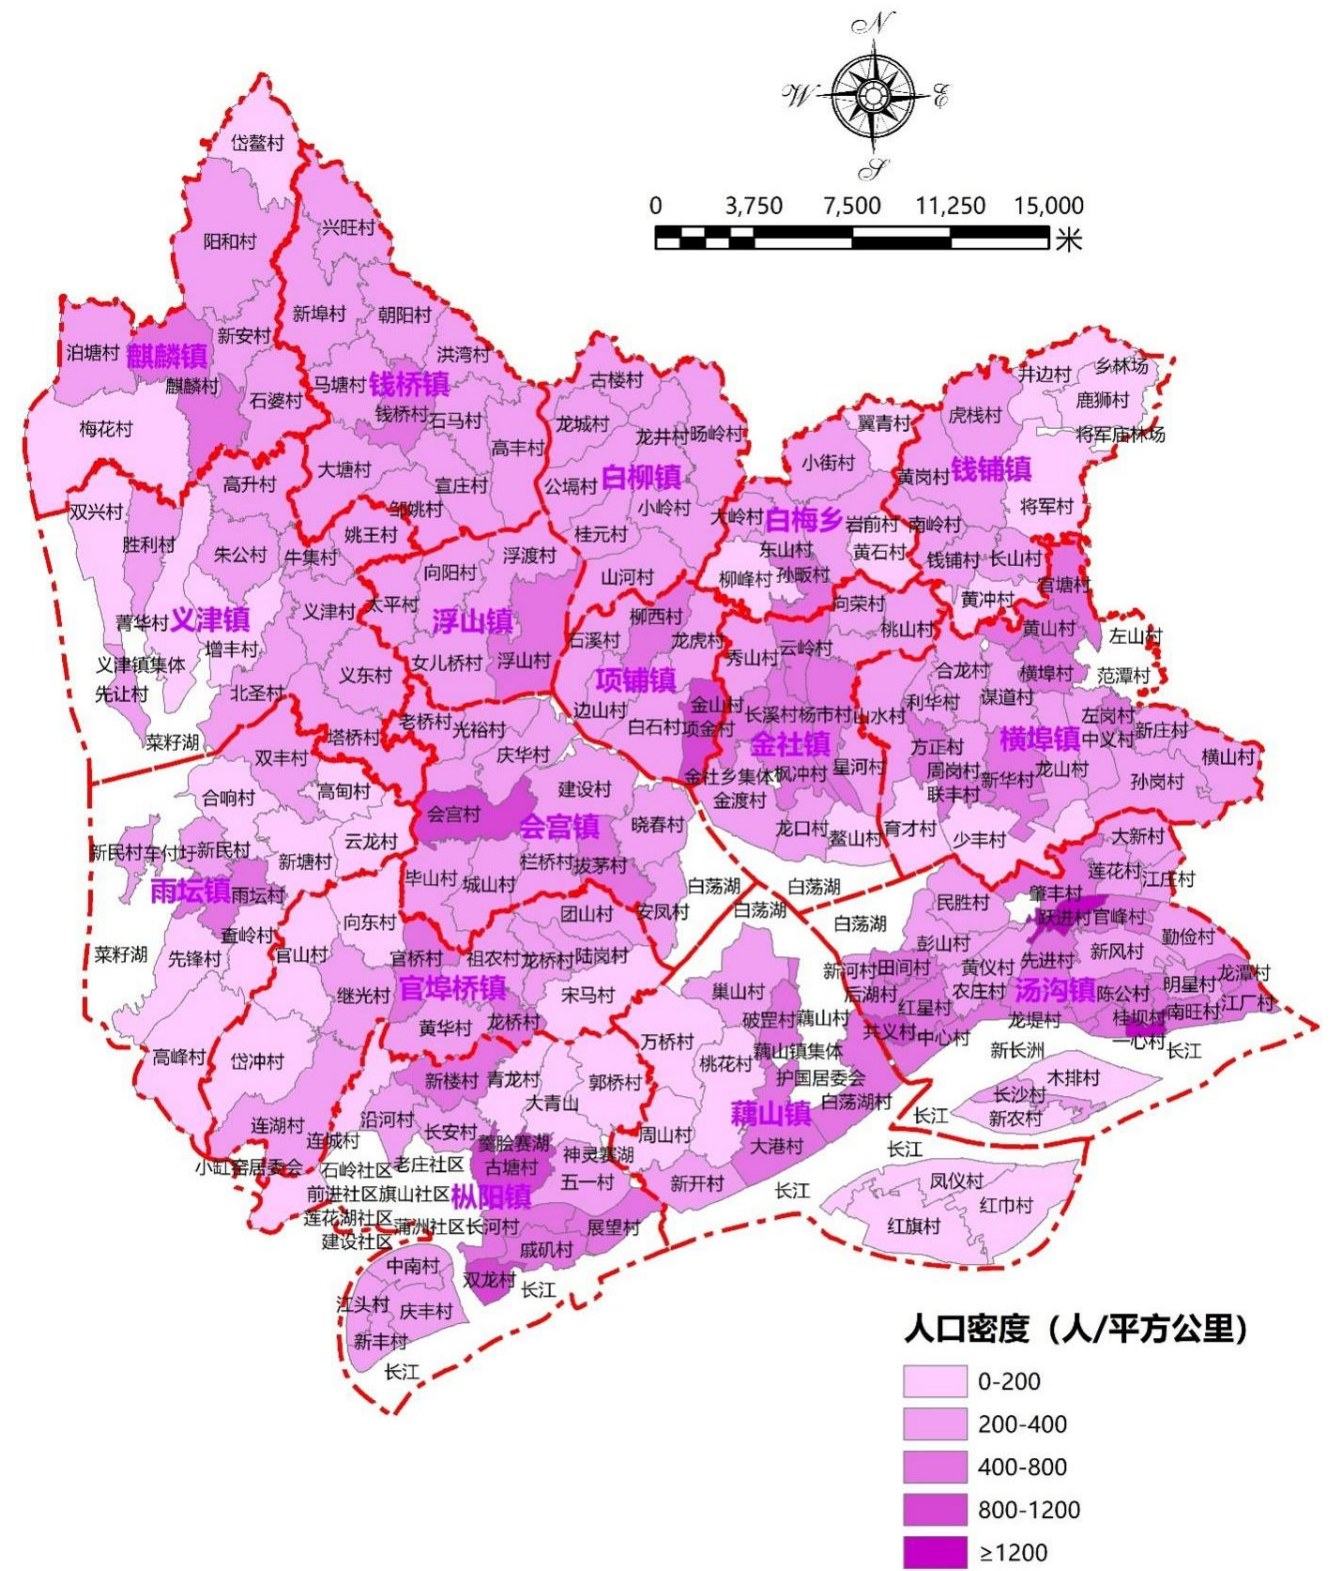 N
W
E
S
0 3,750 7,500 11,250 15,000
米
岱鳌村
阳和村
兴旺村
新埠村
朝阳村
新安村
泊塘村
麒麟镇
麒麟村
洪湾村
马塘村
钱桥镇
石婆村
钱桥村
石马村
梅花村
高丰村
大塘村
宣庄村
邹姚村
古楼村
龙城村
龙井村
旸岭村
白柳镇
公塥村
小岭村
桂元村
山河村
翼青村
小街村
大岭村
白梅乡
岩前村
东山村
黄石村
柳峰村
孙畈村
井边村
乡林场
鹿狮村
虎栈村
将军庙林场
黄岗村
钱铺镇
将军村
南岭村
钱铺村
长山村
黄冲村
官塘村
高升村
双兴村
胜利村
姚王村
朱公村
牛集村
菁华村
义津镇
义津村
义津镇集体
增丰村
先让村
北圣村
义东村
菜籽湖
塔桥村
浮渡村
向阳村
太平村
浮山镇
女儿桥村
浮山村
柳西村
石溪村
龙虎村
项铺镇
边山村
白石村
金山村
项金村
向荣村
桃山村
秀山村
云岭村
长溪村
杨市村
山水村
金社镇
金社乡集体
枫冲村
星河村
金渡村
龙口村
鳌山村
黄山村
左山村
合龙村
横埠村
范潭村
利华村
谋道村
左岗村
新庄村
方正村
横埠镇
中义村
横山村
周岗村
新华村
龙山村
联丰村
孙岗村
育才村
少丰村
老桥村
光裕村
庆华村
建设村
会宫村
会宫镇
晓春村
栏桥村
拔茅村
毕山村
城山村
安凤村
白荡湖
白荡湖
白荡湖
白荡湖
双丰村
高甸村
合响村
云龙村
新民村
车付圩
新民村
新塘村
雨坛镇
雨坛村
查岭村
菜籽湖
先锋村
高峰村
向东村
官山村
团山村
官桥村
祖农村
龙桥村
陆岗村
继光村
官埠桥镇
宋马村
黄华村
龙桥村
岱冲村
连湖村
大新村
莲花村
江庄村
肇丰村
民胜村
跃进村
官峰村
彭山村
新风村
勤俭村
新河村
田间村
黄仪村
先进村
龙潭村
后湖村
农庄村
汤沟镇
陈公村
明星村
红星村
桂坝村
南旺村
江厂村
共义村
中心村
龙堤村
一心村
长江
新长洲
木排村
长沙村
新农村
长江
巢山村
破罡村
藕山村
万桥村
藕山镇集体
桃花村
护国居委会
白荡湖村
藕山镇
周山村
大港村
新开村
长江
长江
凤仪村
红巾村
红旗村
新楼村
青龙村
郭桥村
大青山
沿河村
长安村
连城村
羹脍赛湖
神灵赛湖
小缸窑居委会
石岭社区
老庄社区
古塘村
五一村
前进社区
旗山社区
枞阳镇
莲花湖社区
蒲洲社区
长河村
展望村
建设社区
戚矶村
双龙村
长江
中南村
江头村
庆丰村
新丰村
长江
人口密度（人/平方公里）
0-200
200-400
400-800
800-1200
≥1200